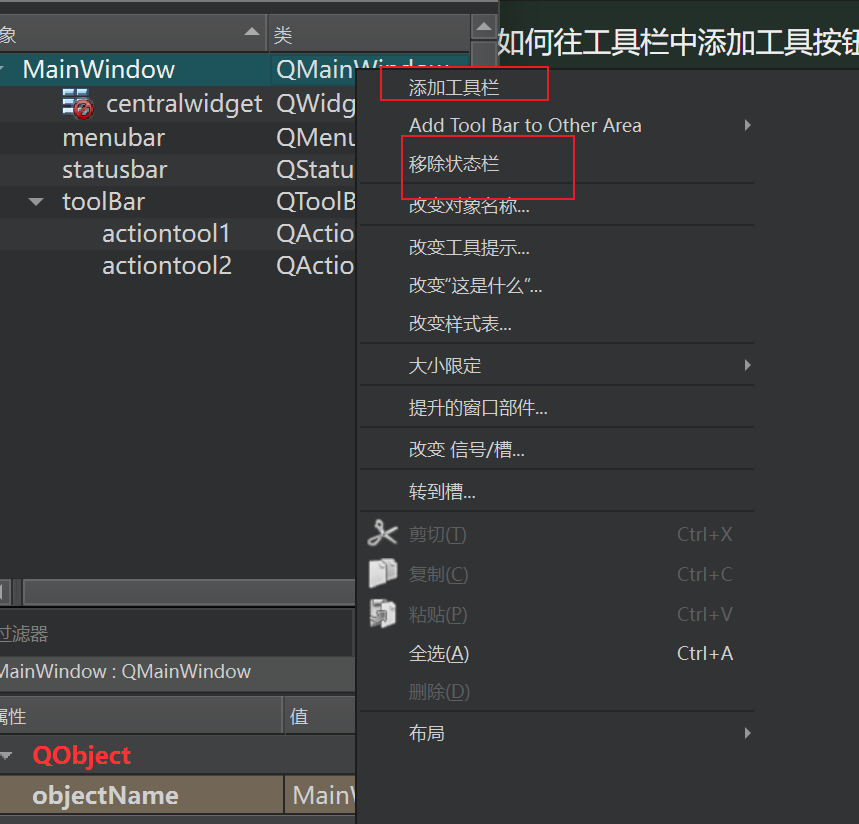 象 类
如何往工具栏中添加工具按钮
MainWindow QMainWindow
centralwidget QWidg
menubar QMenu
statusbar QStatu
toolBar QToolB
actiontool1 QActio
actiontool2 QActio
添加工具栏
Add Tool Bar to Other Area
移除状态栏
改变对象名称...
改变工具提示...
改变“这是什么”...
改变样式表...
大小限定
提升的窗口部件...
改变 信号/槽...
转到槽...
剪切(T) Ctrl+X
复制(C) Ctrl+C
粘贴(P) Ctrl+V
全选(A) Ctrl+A
删除(D)
布局
过滤器
MainWindow : QMainWindow
属性 值
QObject
objectName MainW